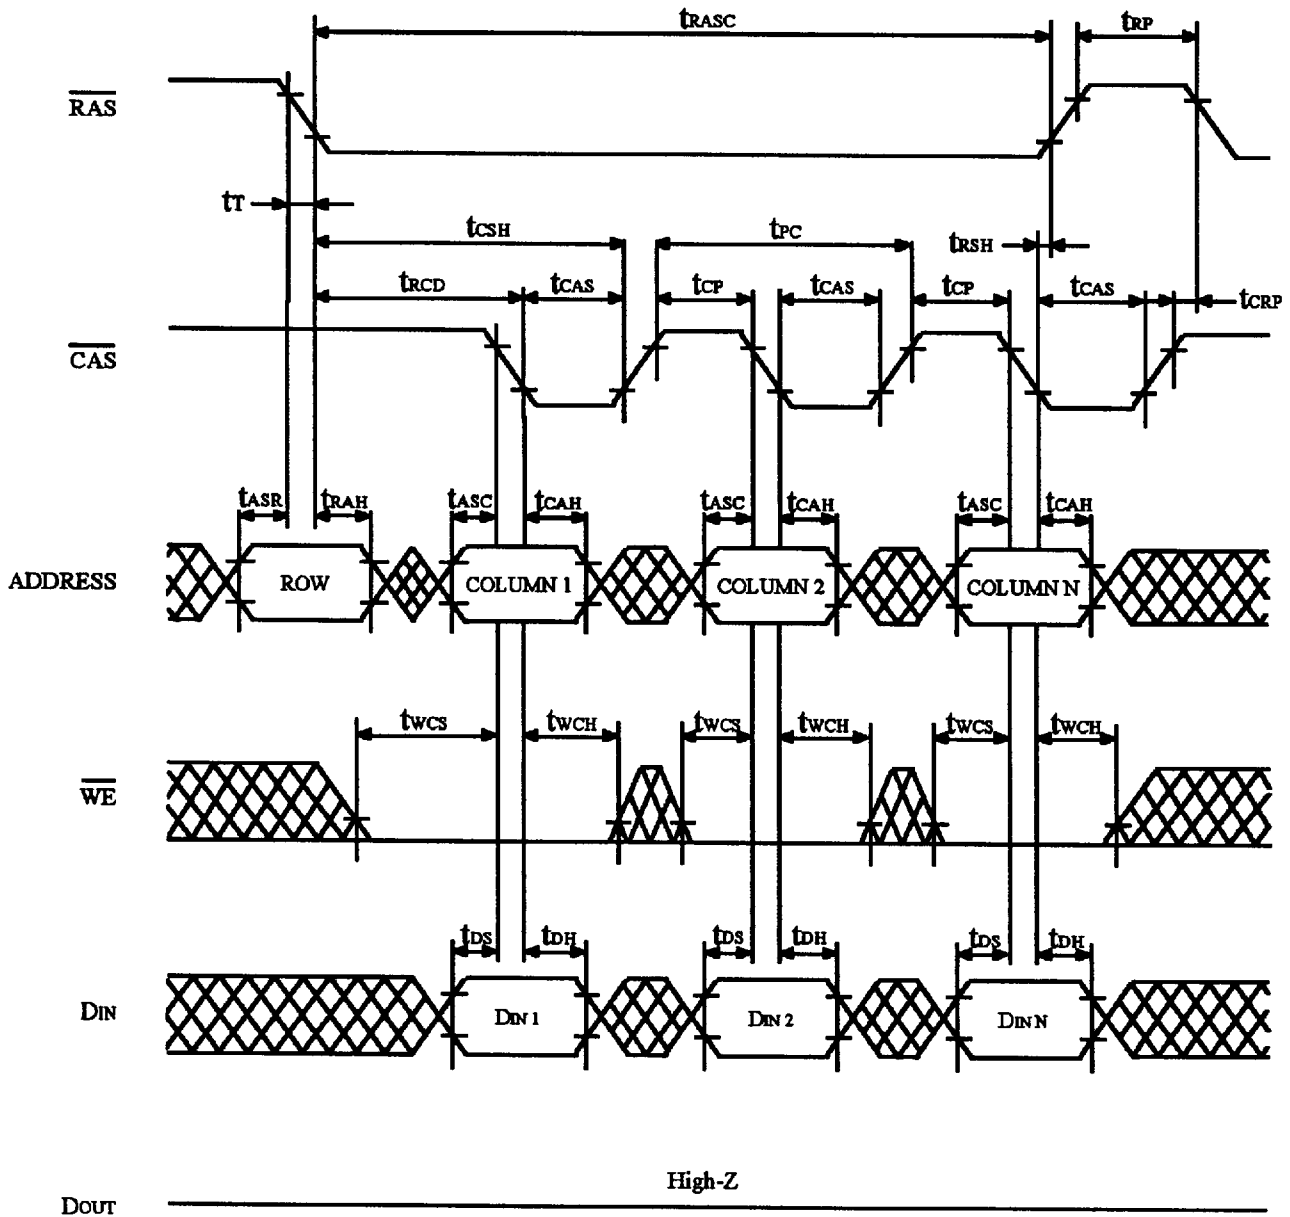 tRASC tRP
RAS
tT tCSH tPC tRSH
tRCD tCAS tCP tCAS tCP tCAS tCRP
CAS
tASR tRAH tASC tCAH tASC tCAH tASC tCAH
ADDRESS ROW COLUMN 1 COLUMN 2 COLUMN N
tWCS tWCH tWCS tWCH tWCS tWCH
WE
tDS tDH tDS tDH tDS tDH
DIN DIN 1 DIN 2 DIN N
High-Z
DOUT